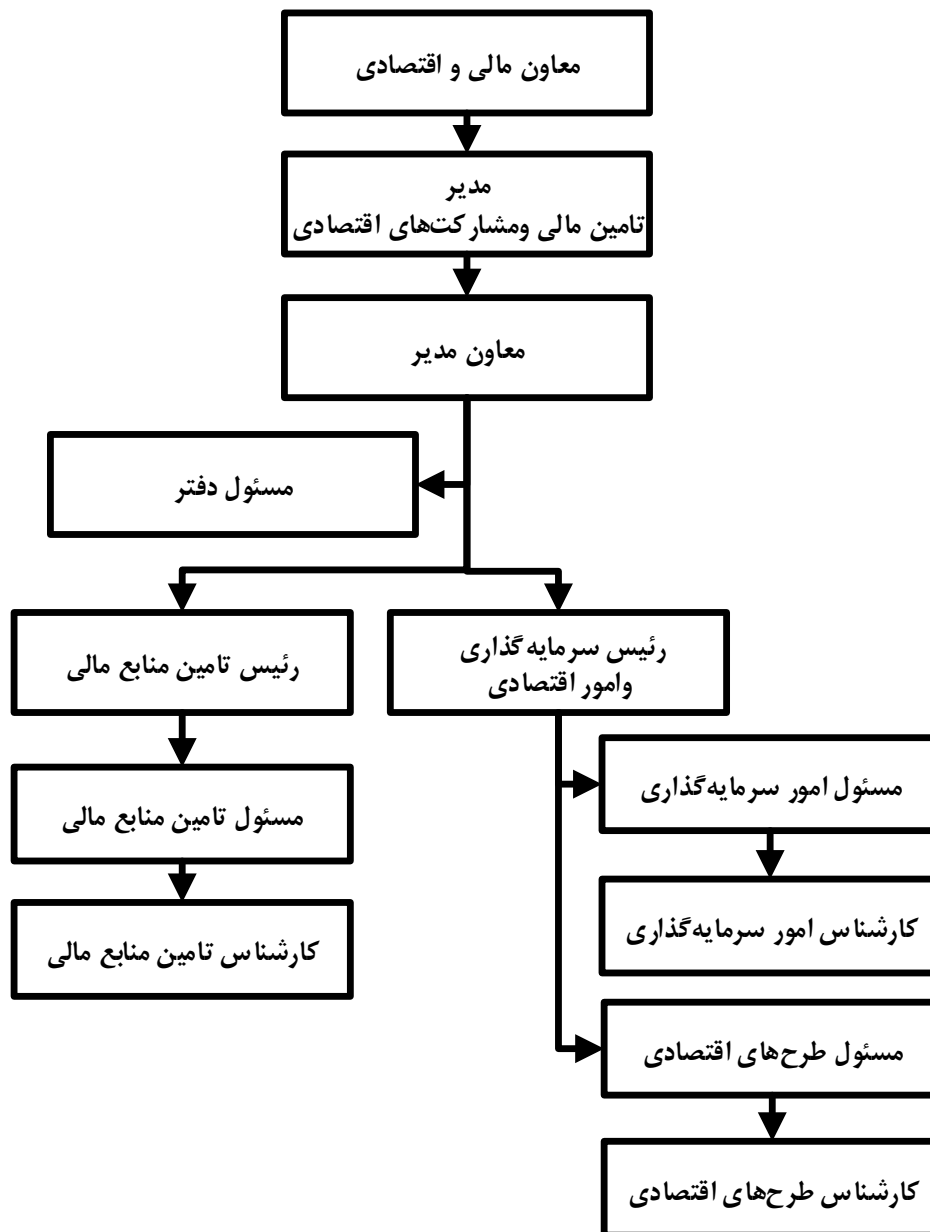 معاون مالی و اقتصادی
مدیر
تامین مالی ومشارکت‌های اقتصادی
معاون مدیر
مسئول دفتر
رئیس سرمایه‌گذاری
وامور اقتصادی
رئیس تامین منابع مالی
مسئول امور سرمایه‌گذاری
مسئول تامین منابع مالی
کارشناس امور سرمایه‌گذاری
کارشناس تامین منابع مالی
مسئول طرح‌های اقتصادی
کارشناس طرح‌های اقتصادی